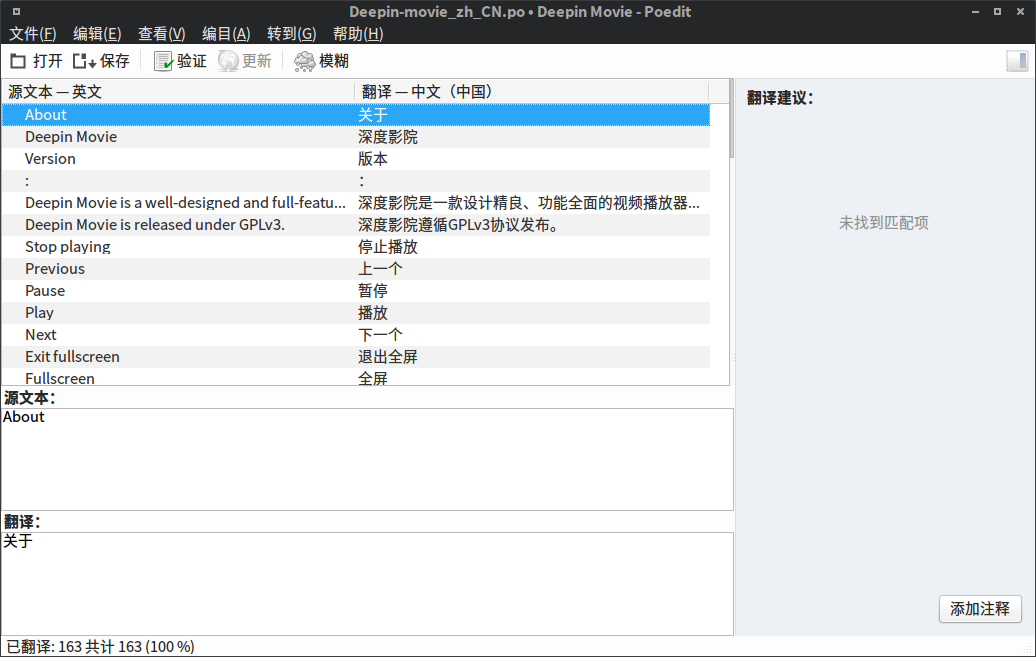 Deepin-movie_zh_CN.po • Deepin Movie - Poedit
文件(F) 编辑(E) 查看(V) 编目(A) 转到(G) 帮助(H)
打开 保存 验证 更新 模糊
源文本 — 英文 翻译 — 中文（中国）
About 关于
Deepin Movie 深度影院
Version 版本
: ：
Deepin Movie is a well-designed and full-featu... 深度影院是一款设计精良、功能全面的视频播放器...
Deepin Movie is released under GPLv3. 深度影院遵循GPLv3协议发布。
Stop playing 停止播放
Previous 上一个
Pause 暂停
Play 播放
Next 下一个
Exit fullscreen 退出全屏
Fullscreen 全屏
源文本：
About
翻译：
关于
已翻译: 163 共计 163 (100 %)
翻译建议：
未找到匹配项
添加注释